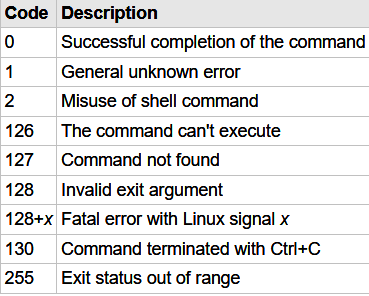 Code Description
0 Successful completion of the command
1 General unknown error
2 Misuse of shell command
126 The command can't execute
127 Command not found
128 Invalid exit argument
128+x Fatal error with Linux signal x
130 Command terminated with Ctrl+C
255 Exit status out of range